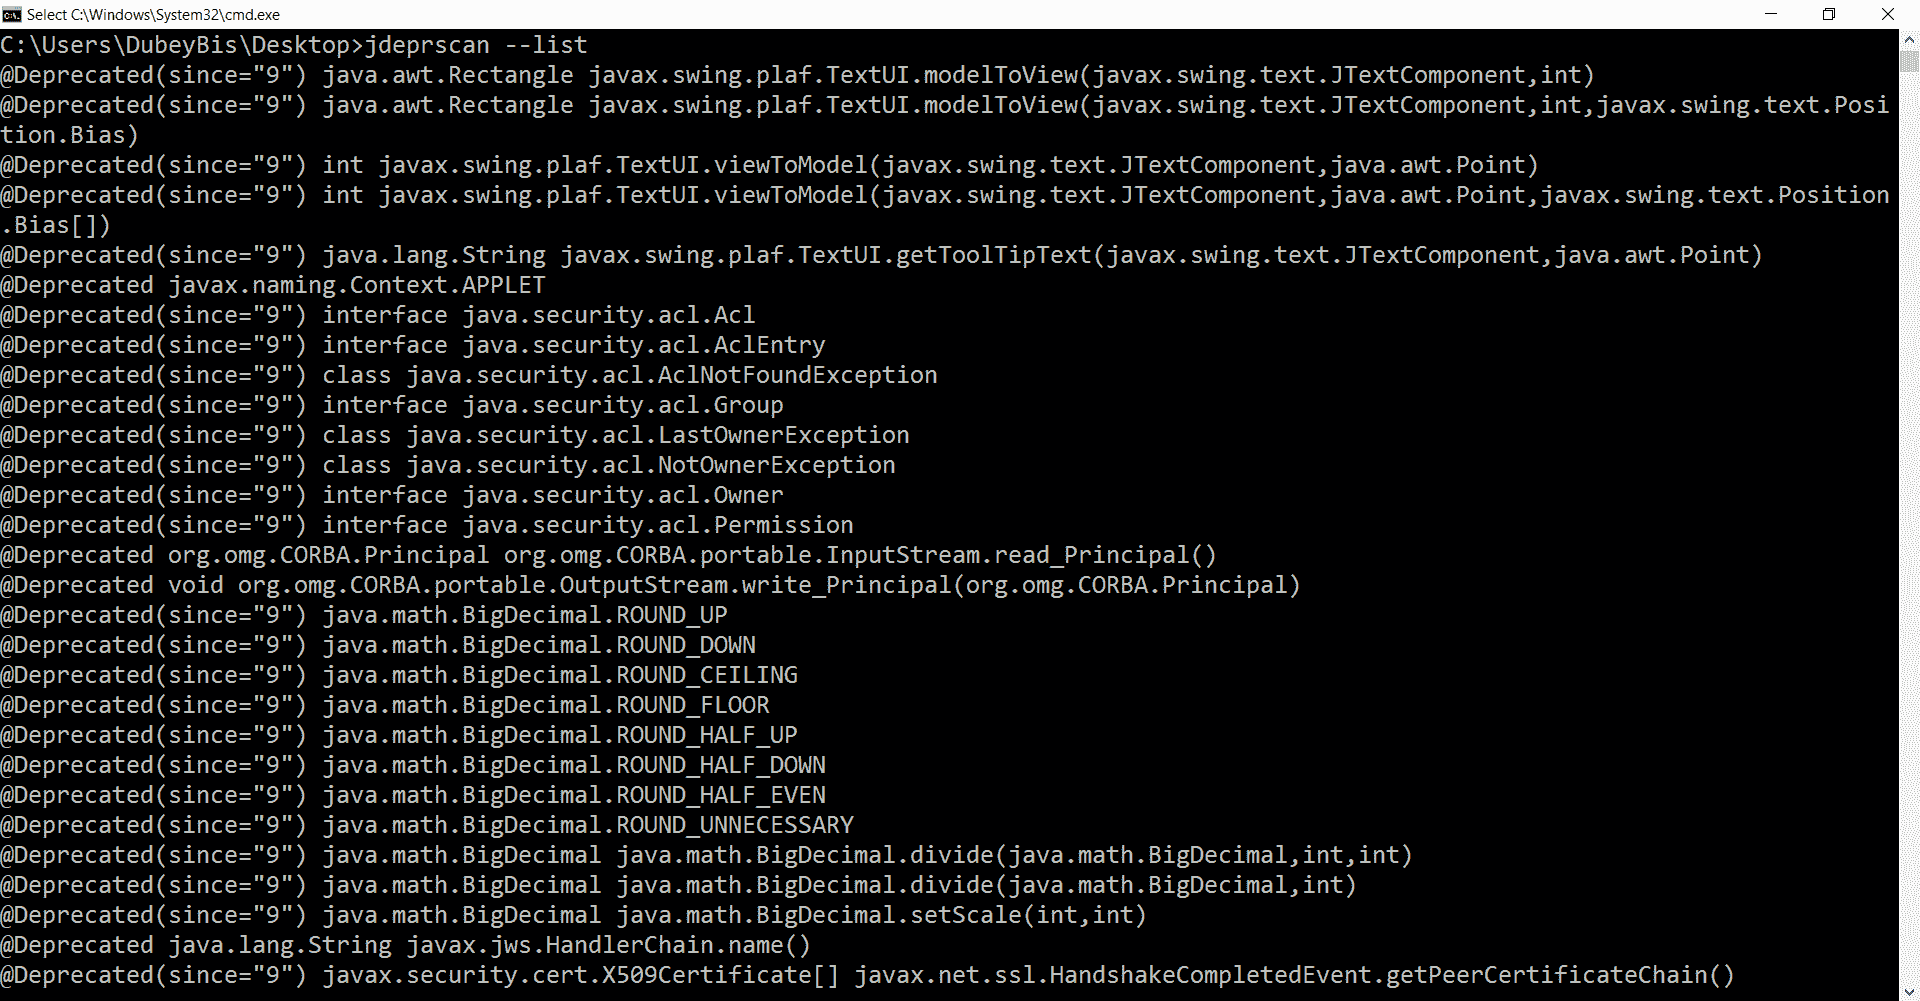 Select C:\Windows\System32\cmd.exe
C:\Users\DubeyBis\Desktop>jdeprscan --list
@Deprecated(since="9") java.awt.Rectangle javax.swing.plaf.TextUI.modelToView(javax.swing.text.JTextComponent,int)
@Deprecated(since="9") java.awt.Rectangle javax.swing.plaf.TextUI.modelToView(javax.swing.text.JTextComponent,int,javax.swing.text.Posi
tion.Bias)
@Deprecated(since="9") int javax.swing.plaf.TextUI.viewToModel(javax.swing.text.JTextComponent,java.awt.Point)
@Deprecated(since="9") int javax.swing.plaf.TextUI.viewToModel(javax.swing.text.JTextComponent,java.awt.Point,javax.swing.text.Position
.Bias[])
@Deprecated(since="9") java.lang.String javax.swing.plaf.TextUI.getToolTipText(javax.swing.text.JTextComponent,java.awt.Point)
@Deprecated javax.naming.Context.APPLET
@Deprecated(since="9") interface java.security.acl.Acl
@Deprecated(since="9") interface java.security.acl.AclEntry
@Deprecated(since="9") class java.security.acl.AclNotFoundException
@Deprecated(since="9") interface java.security.acl.Group
@Deprecated(since="9") class java.security.acl.LastOwnerException
@Deprecated(since="9") class java.security.acl.NotOwnerException
@Deprecated(since="9") interface java.security.acl.Owner
@Deprecated(since="9") interface java.security.acl.Permission
@Deprecated org.omg.CORBA.Principal org.omg.CORBA.portable.InputStream.read_Principal()
@Deprecated void org.omg.CORBA.portable.OutputStream.write_Principal(org.omg.CORBA.Principal)
@Deprecated(since="9") java.math.BigDecimal.ROUND_UP
@Deprecated(since="9") java.math.BigDecimal.ROUND_DOWN
@Deprecated(since="9") java.math.BigDecimal.ROUND_CEILING
@Deprecated(since="9") java.math.BigDecimal.ROUND_FLOOR
@Deprecated(since="9") java.math.BigDecimal.ROUND_HALF_UP
@Deprecated(since="9") java.math.BigDecimal.ROUND_HALF_DOWN
@Deprecated(since="9") java.math.BigDecimal.ROUND_HALF_EVEN
@Deprecated(since="9") java.math.BigDecimal.ROUND_UNNECESSARY
@Deprecated(since="9") java.math.BigDecimal java.math.BigDecimal.divide(java.math.BigDecimal,int,int)
@Deprecated(since="9") java.math.BigDecimal java.math.BigDecimal.divide(java.math.BigDecimal,int)
@Deprecated(since="9") java.math.BigDecimal java.math.BigDecimal.setScale(int,int)
@Deprecated java.lang.String javax.jws.HandlerChain.name()
@Deprecated(since="9") javax.security.cert.X509Certificate[] javax.net.ssl.HandshakeCompletedEvent.getPeerCertificateChain()